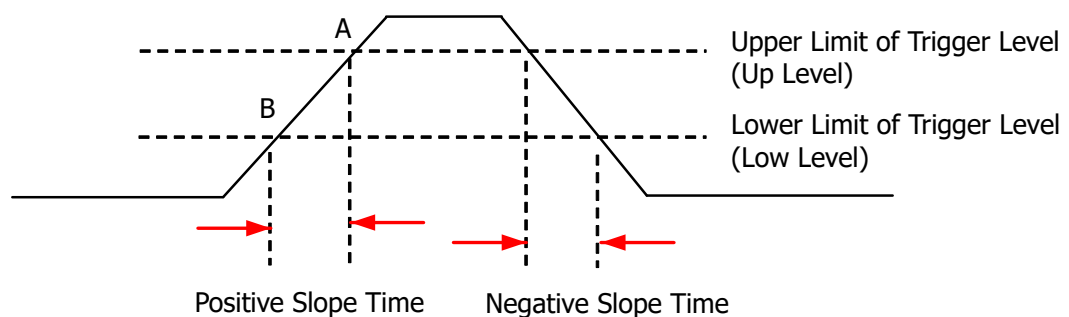 A
Upper Limit of Trigger Level
(Up Level)
B
Lower Limit of Trigger Level
(Low Level)
Positive Slope Time
Negative Slope Time